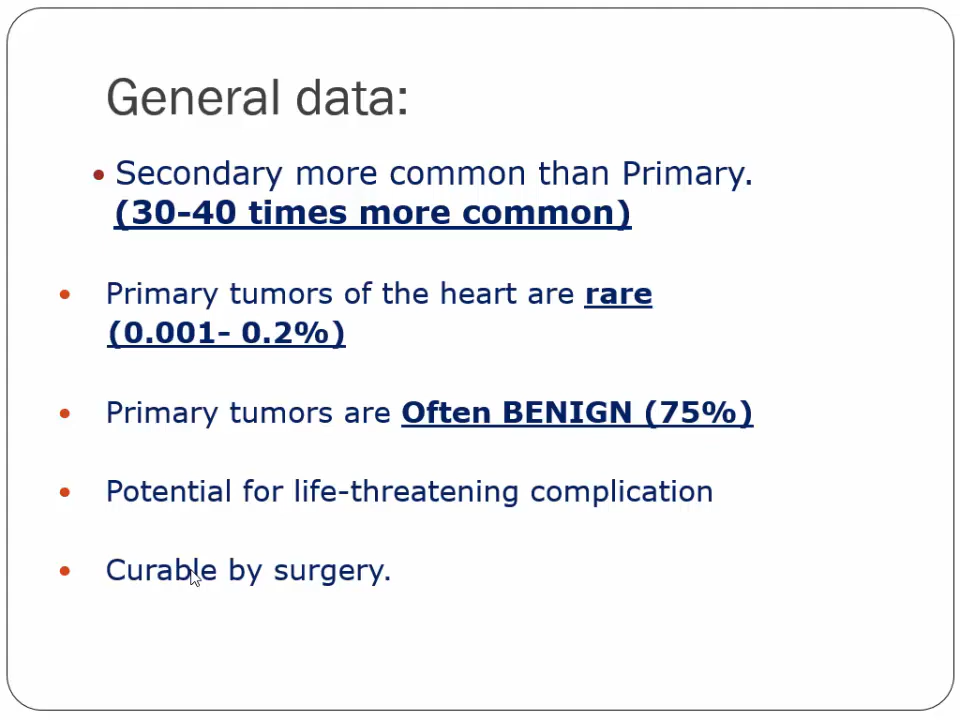 General data:
• Secondary more common than Primary.
(30-40 times more common)
• Primary tumors of the heart are rare
(0.001- 0.2%)
• Primary tumors are Often BENIGN (75%)
• Potential for life-threatening complication
• Curable by surgery.